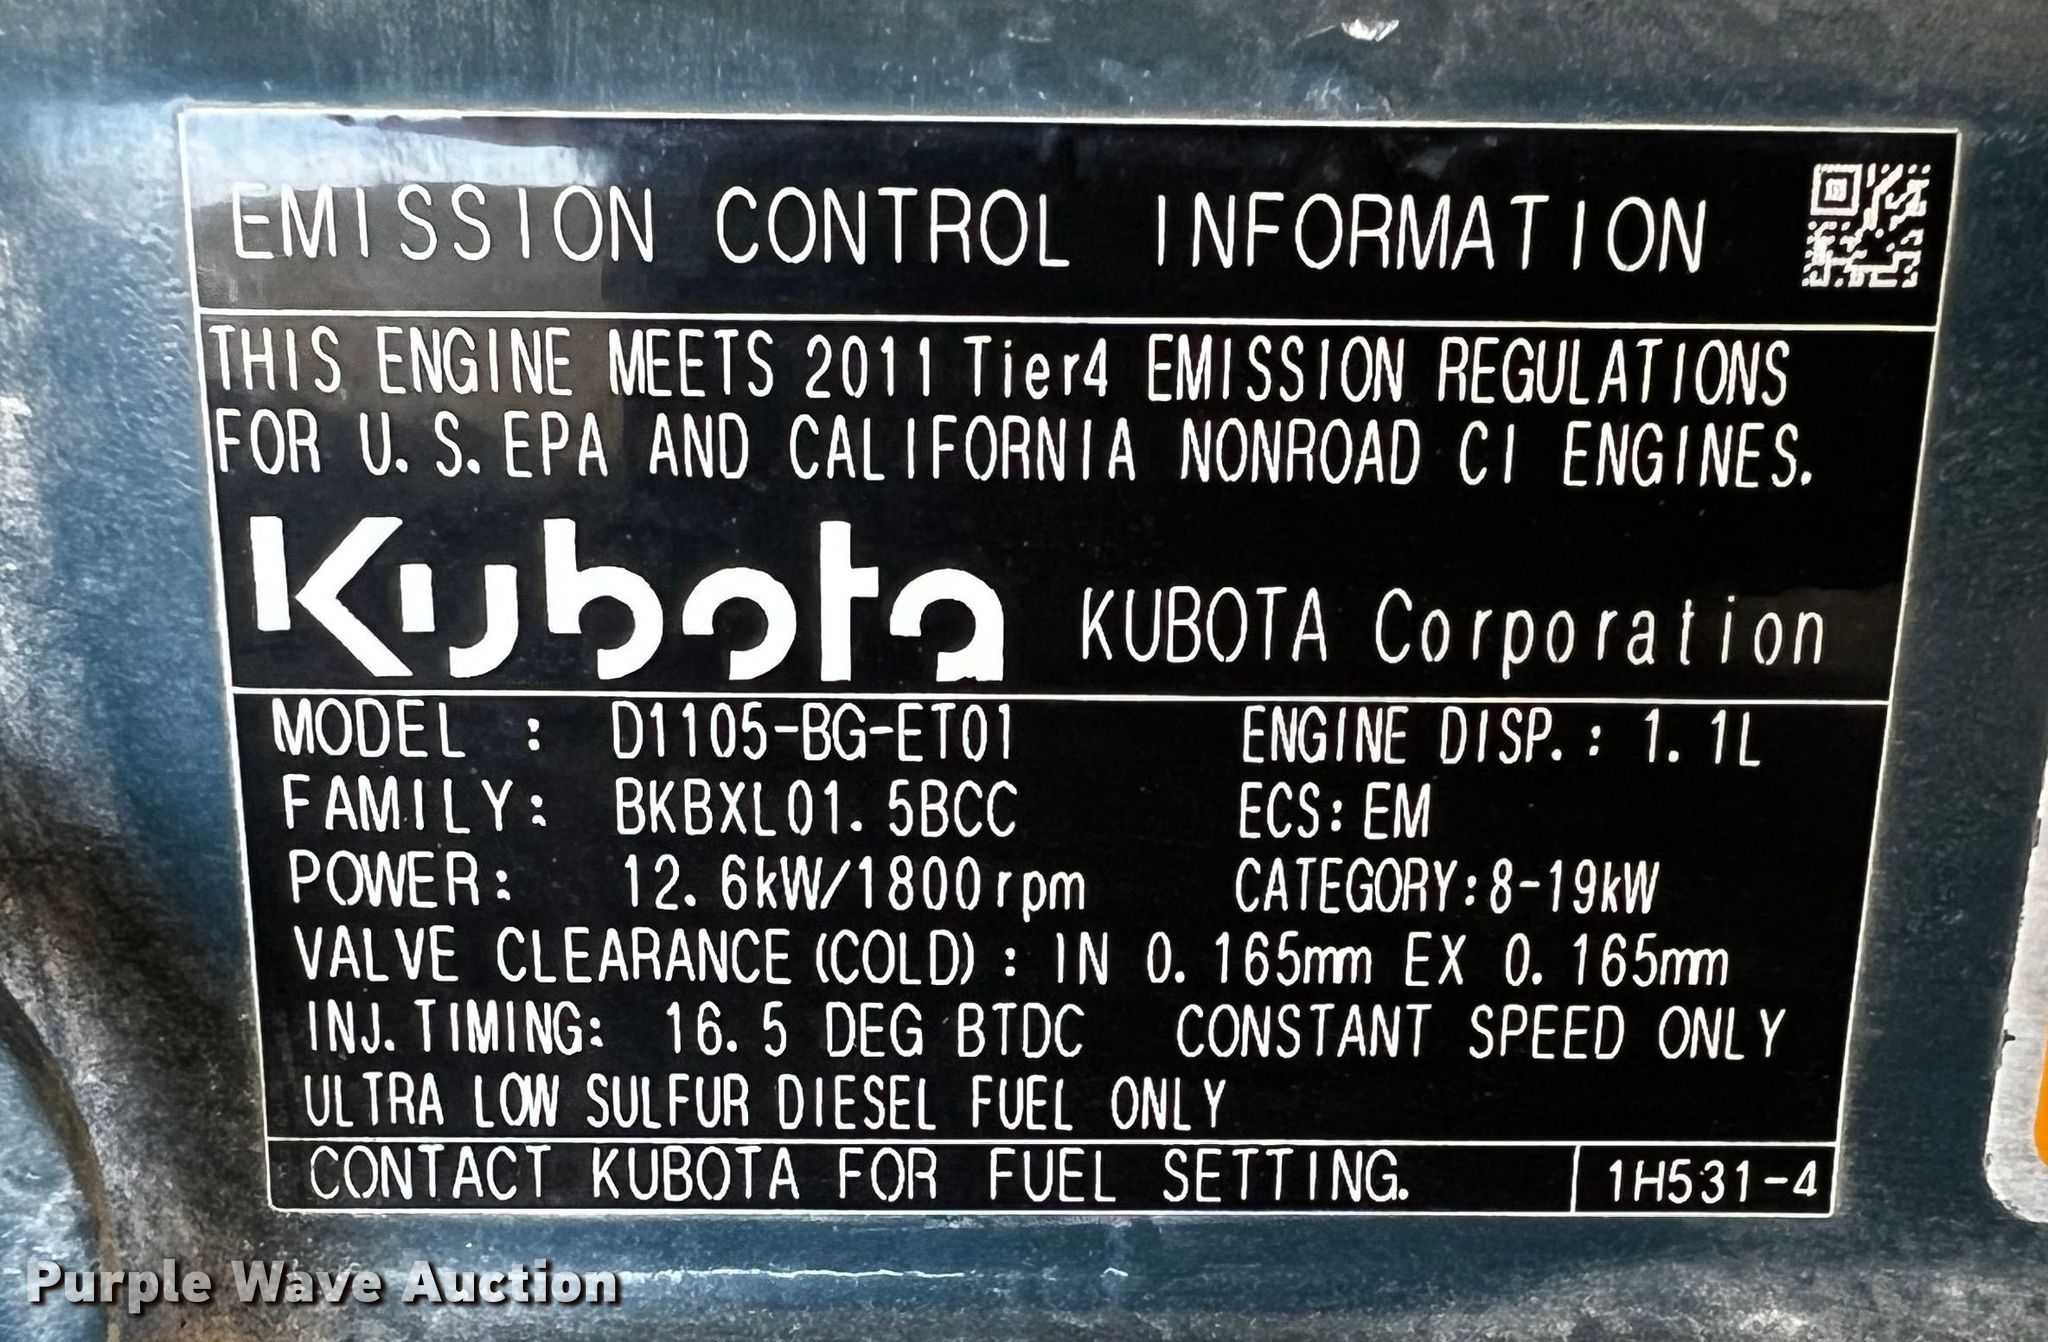 EMISSION CONTROL INFORMATION
THIS ENGINE MEETS 2011 Tier4 EMISSION REGULATIONS
FOR U.S.EPA AND CALIFORNIA NONROAD CI ENGINES.
Kubota KUBOTA Corporation
MODEL : D1105-BG-ET01 ENGINE DISP.: 1.1L
FAMILY: BKBXL01.5BCC ECS:EM
POWER: 12.6kW/1800rpm CATEGORY:8-19kW
VALVE CLEARANCE(COLD): IN 0.165mm EX 0.165mm
INJ.TIMING: 16.5 DEG BTDC CONSTANT SPEED ONLY
ULTRA LOW SULFUR DIESEL FUEL ONLY
CONTACT KUBOTA FOR FUEL SETTING. 1H531-4
Purple Wave Auction